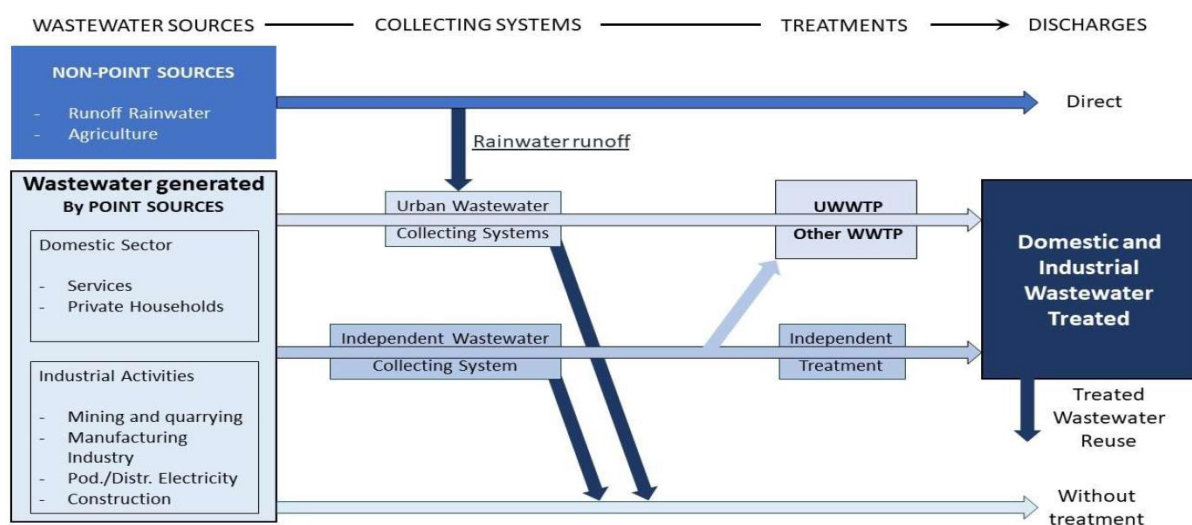 WASTEWATER SOURCES
COLLECTING SYSTEMS
TREATMENTS
DISCHARGES
NON-POINT SOURCES
- Runoff Rainwater
- Agriculture
Direct
Rainwater runoff
Wastewater generated
By POINT SOURCES
Domestic Sector
- Services
- Private Households
Industrial Activities
- Mining and quarrying
- Manufacturing
Industry
- Pod./Distr. Electricity
- Construction
Urban Wastewater
Collecting Systems
UWWTP
Other WWTP
Independent Wastewater
Collecting System
Independent
Treatment
Domestic and
Industrial
Wastewater
Treated
Treated
Wastewater
Reuse
Without
treatment